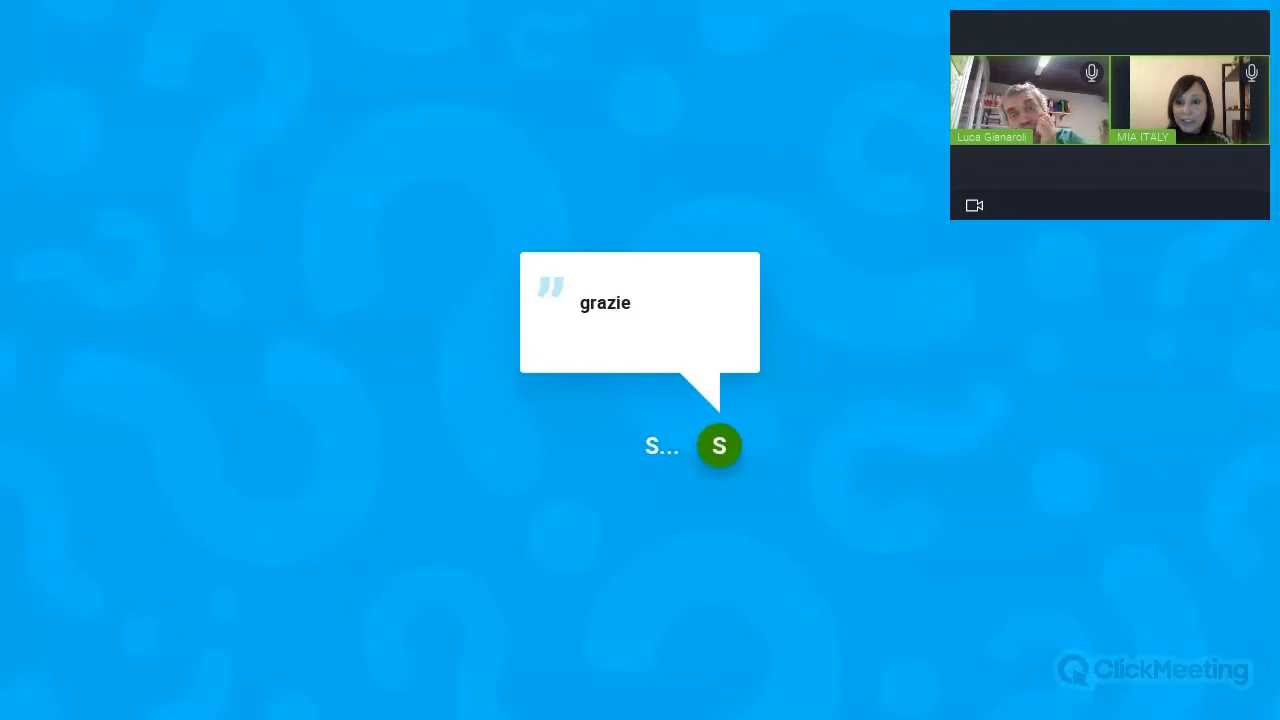 Luca Gianaroli
MIA ITALY
" grazie
S...
S
ClickMeeting